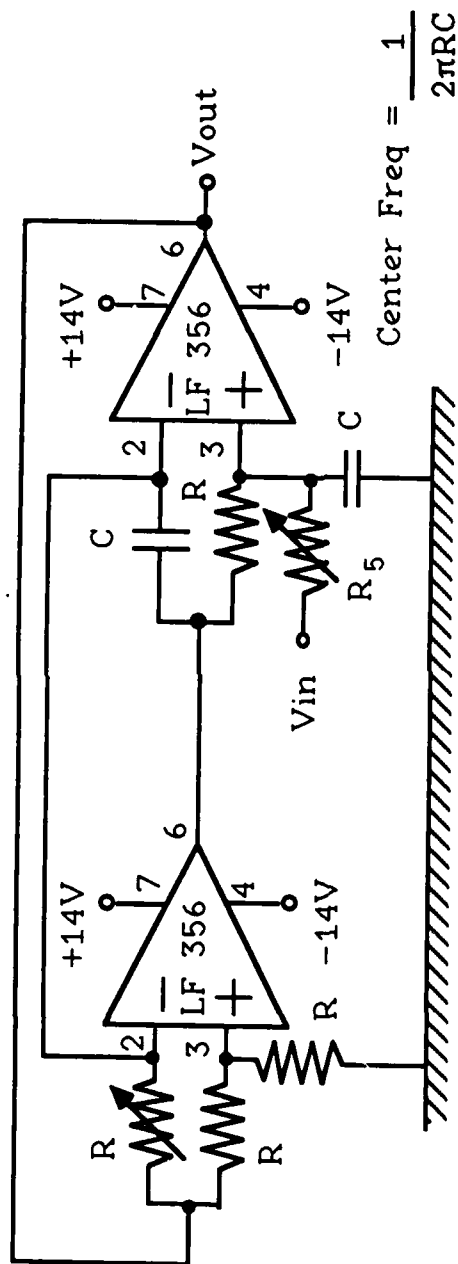 +14V
+14V
R
2
7
LF 356
−
+
6
3
4
-14V
R
R
C
2
7
LF 356
−
+
6
Vout
3
4
-14V
R
R5
Vin
C
Center Freq = 1
2πRC